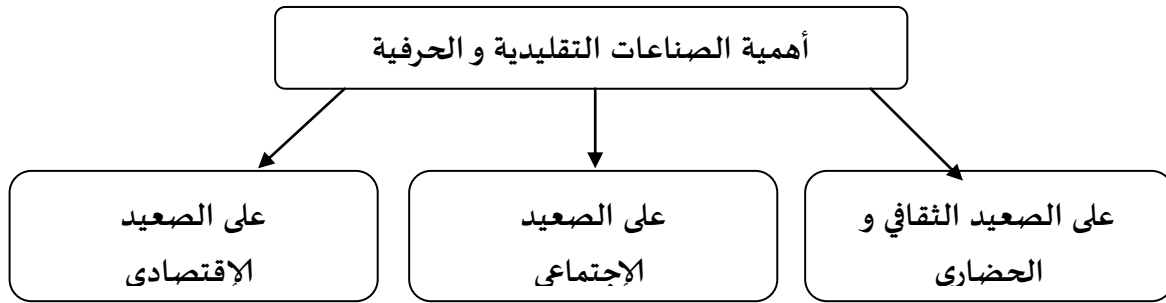 أهمية الصناعات التقليدية و الحرفية
على الصعيد الثقافي و
الحضاري
على الصعيد
الإجتماعي
على الصعيد
الإقتصادي